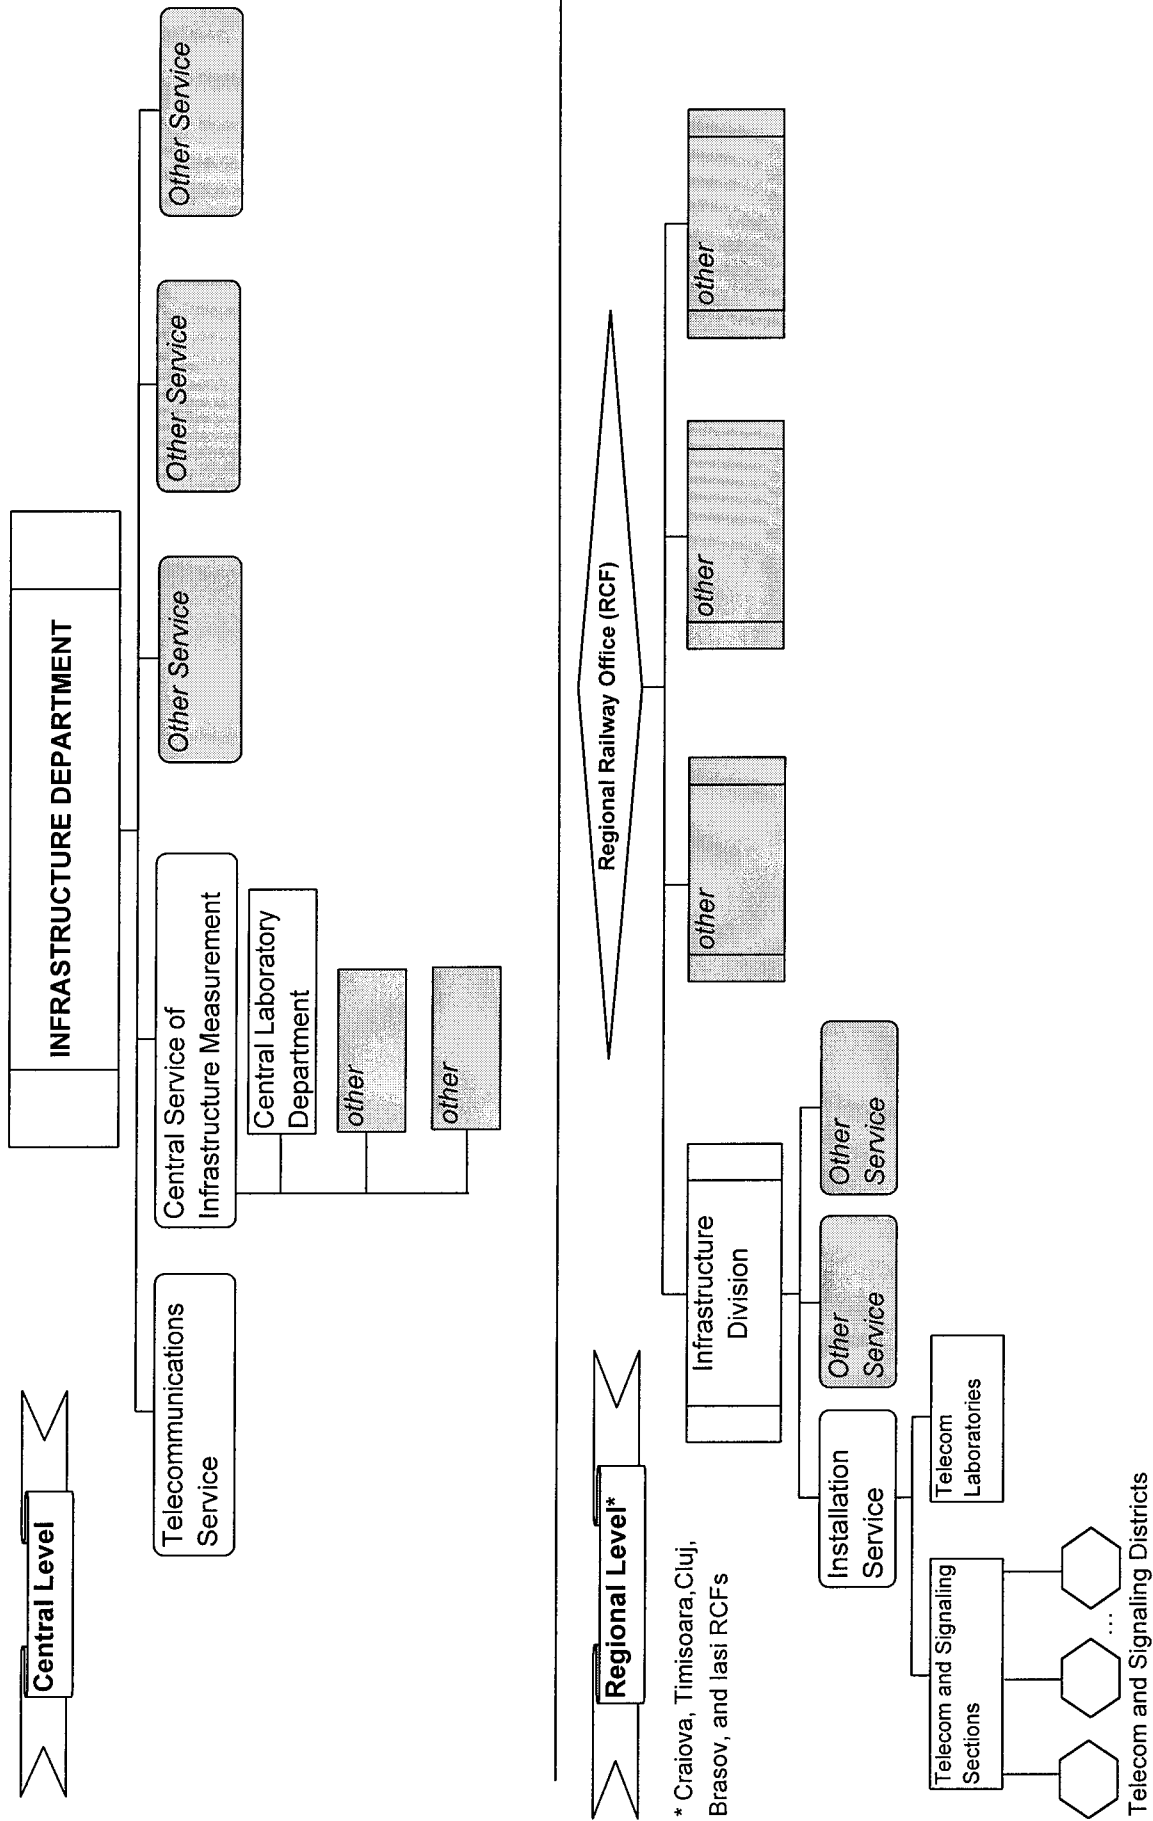 Central Level
INFRASTRUCTURE DEPARTMENT
Telecommunications
Service
Central Service of
Infrastructure Measurement
Other Service
Other Service
Other Service
Central Laboratory
Department
other
other
Regional Level*
* Craiova, Timisoara,Cluj,
Brasov, and Iasi RCFs
Regional Railway Office (RCF)
Infrastructure
Division
other
other
other
Installation
Service
Other
Service
Other
Service
Telecom and Signaling
Sections
Telecom
Laboratories
...
Telecom and Signaling Districts